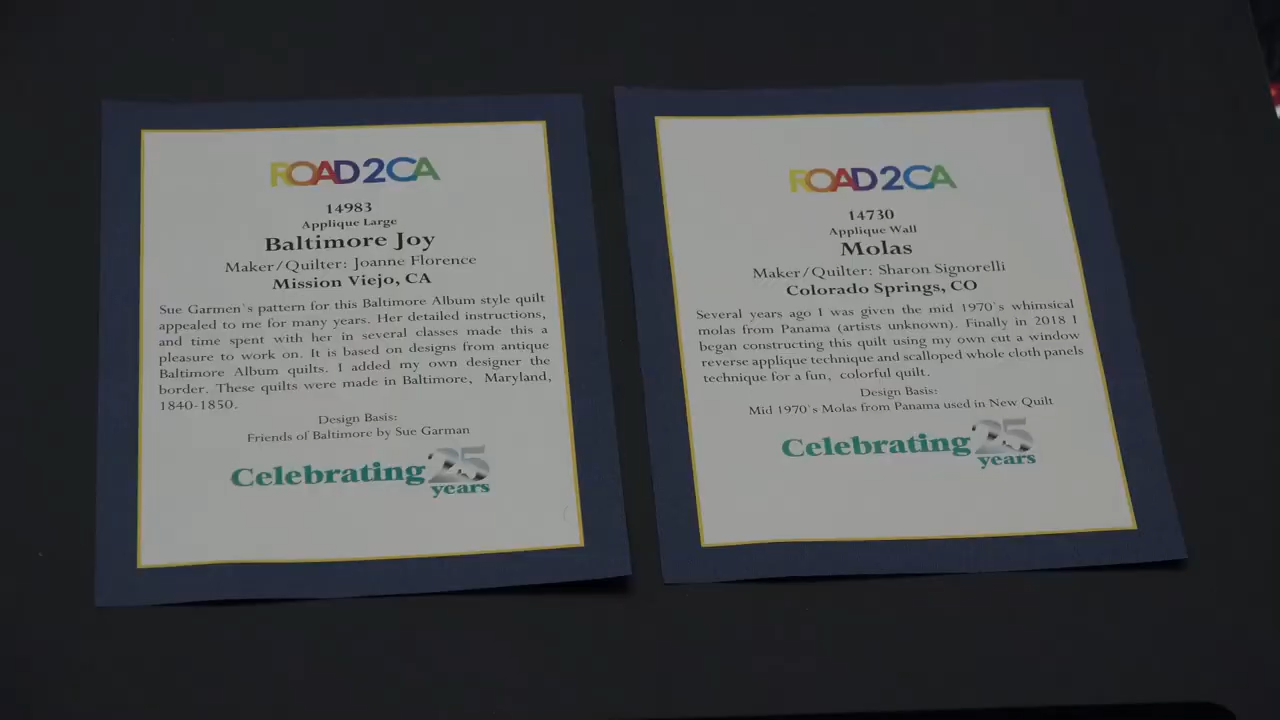 ROAD2CA
14983
Applique Large
Baltimore Joy
Maker/Quilter: Joanne Florence
Mission Viejo, CA
Sue Garmen's pattern for this Baltimore Album style quilt
appealed to me for many years. Her detailed instructions,
and time spent with her in several classes made this a
pleasure to work on. It is based on designs from antique
Baltimore Album quilts. I added my own designer the
border. These quilts were made in Baltimore, Maryland,
1840-1850.
Design Basis:
Friends of Baltimore by Sue Garman
Celebrating 25
years
ROAD2CA
14730
Applique Wall
Molas
Maker/Quilter: Sharon Signorelli
Colorado Springs, CO
Several years ago I was given the mid 1970's whimsical
molas from Panama (artists unknown). Finally in 2018 I
began constructing this quilt using my own cut a window
reverse applique technique and scalloped whole cloth panels
technique for a fun, colorful quilt.
Design Basis:
Mid 1970's Molas from Panama used in New Quilt
Celebrating 25
years